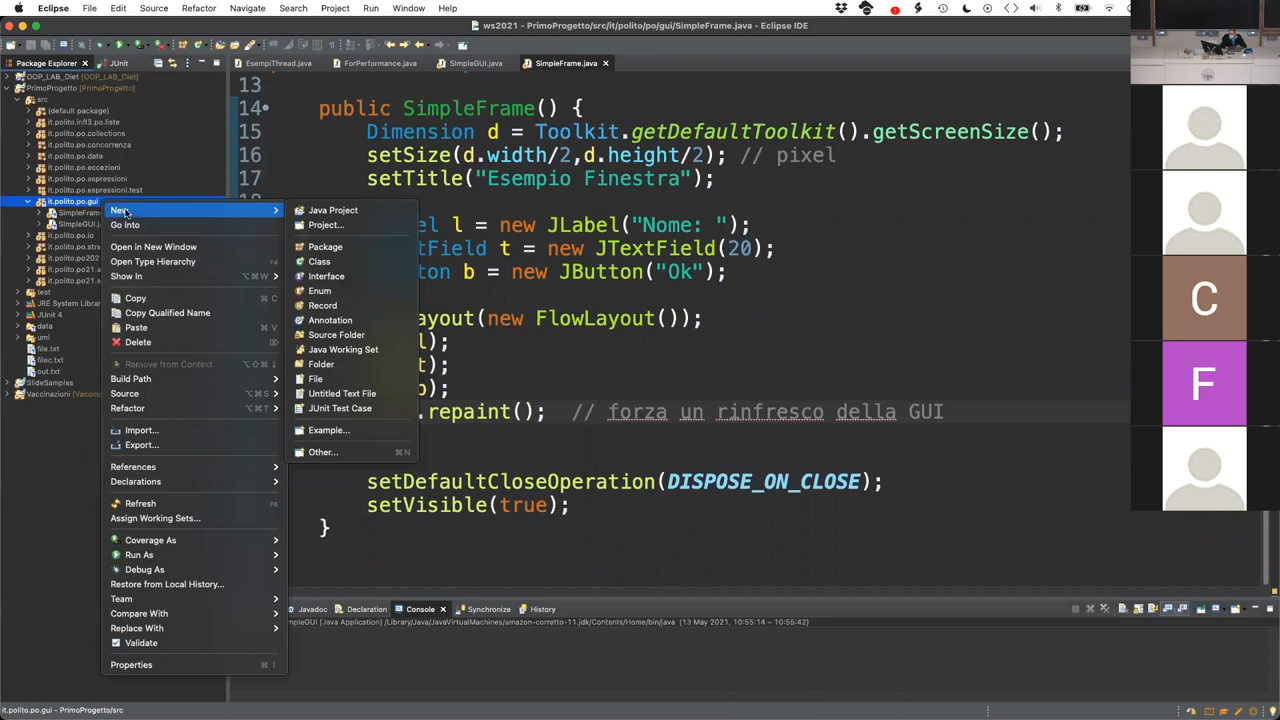 Eclipse File Edit Source Refactor Navigate Search Project Run Window Help
ws2021 - PrimoProgetto/src/it/polito/po/gui/SimpleFrame.java - Eclipse IDE
Package Explorer JUnit
EsempiThread.java ForPerformance.java SimpleGUI.java SimpleFrame.java
OOP_LAB_Diet [OOP_LAB_Diet]
PrimoProgetto [PrimoProgetto]
src
(default package)
it.polito.inf13.po.liste
it.polito.po.collections
it.polito.po.concorrenza
it.polito.po.data
it.polito.po.eccezioni
it.polito.po.espressioni
it.polito.po.espressioni.test
it.polito.po.gui
SimpleFram
SimpleGUI.j
it.polito.po.io
it.polito.po.stro
it.polito.po202
it.polito.po21.a
it.polito.po21.e
test
JRE System Librar
JUnit 4
data
uml
file.txt
filec.txt
out.txt
SlideSamples
Vaccinazioni [Vaccina
New
Go Into
Open in New Window
Open Type Hierarchy F4
Show In ⌥⌘W
Copy ⌘C
Copy Qualified Name
Paste ⌘V
Delete ⌦
Remove from Context ⌥⇧⌘↓
Build Path
Source ⌥⌘S
Refactor ⌥⌘T
Import...
Export...
References
Declarations
Refresh F5
Assign Working Sets...
Coverage As
Run As
Debug As
Restore from Local History...
Team
Compare With
Replace With
Validate
Properties ⌘I
Java Project
Project...
Package
Class
Interface
Enum
Record
Annotation
Source Folder
Java Working Set
Folder
File
Untitled Text File
JUnit Test Case
Example...
Other... ⌘N
13
14 public SimpleFrame() {
15 Dimension d = Toolkit.getDefaultToolkit().getScreenSize();
16 setSize(d.width/2,d.height/2); // pixel
17 setTitle("Esempio Finestra");
el l = new JLabel("Nome: ");
tField t = new JTextField(20);
ton b = new JButton("Ok");
ayout(new FlowLayout());
l);
t);
b);
.repaint(); // forza un rinfresco della GUI
setDefaultCloseOperation(DISPOSE_ON_CLOSE);
setVisible(true);
}
Javadoc Declaration Console Synchronize History
mpleGUI [Java Application] /Library/Java/JavaVirtualMachines/amazon-corretto-11.jdk/Contents/Home/bin/java (13 May 2021, 10:55:14 – 10:55:42)
it.polito.po.gui - PrimoProgetto/src
C
F